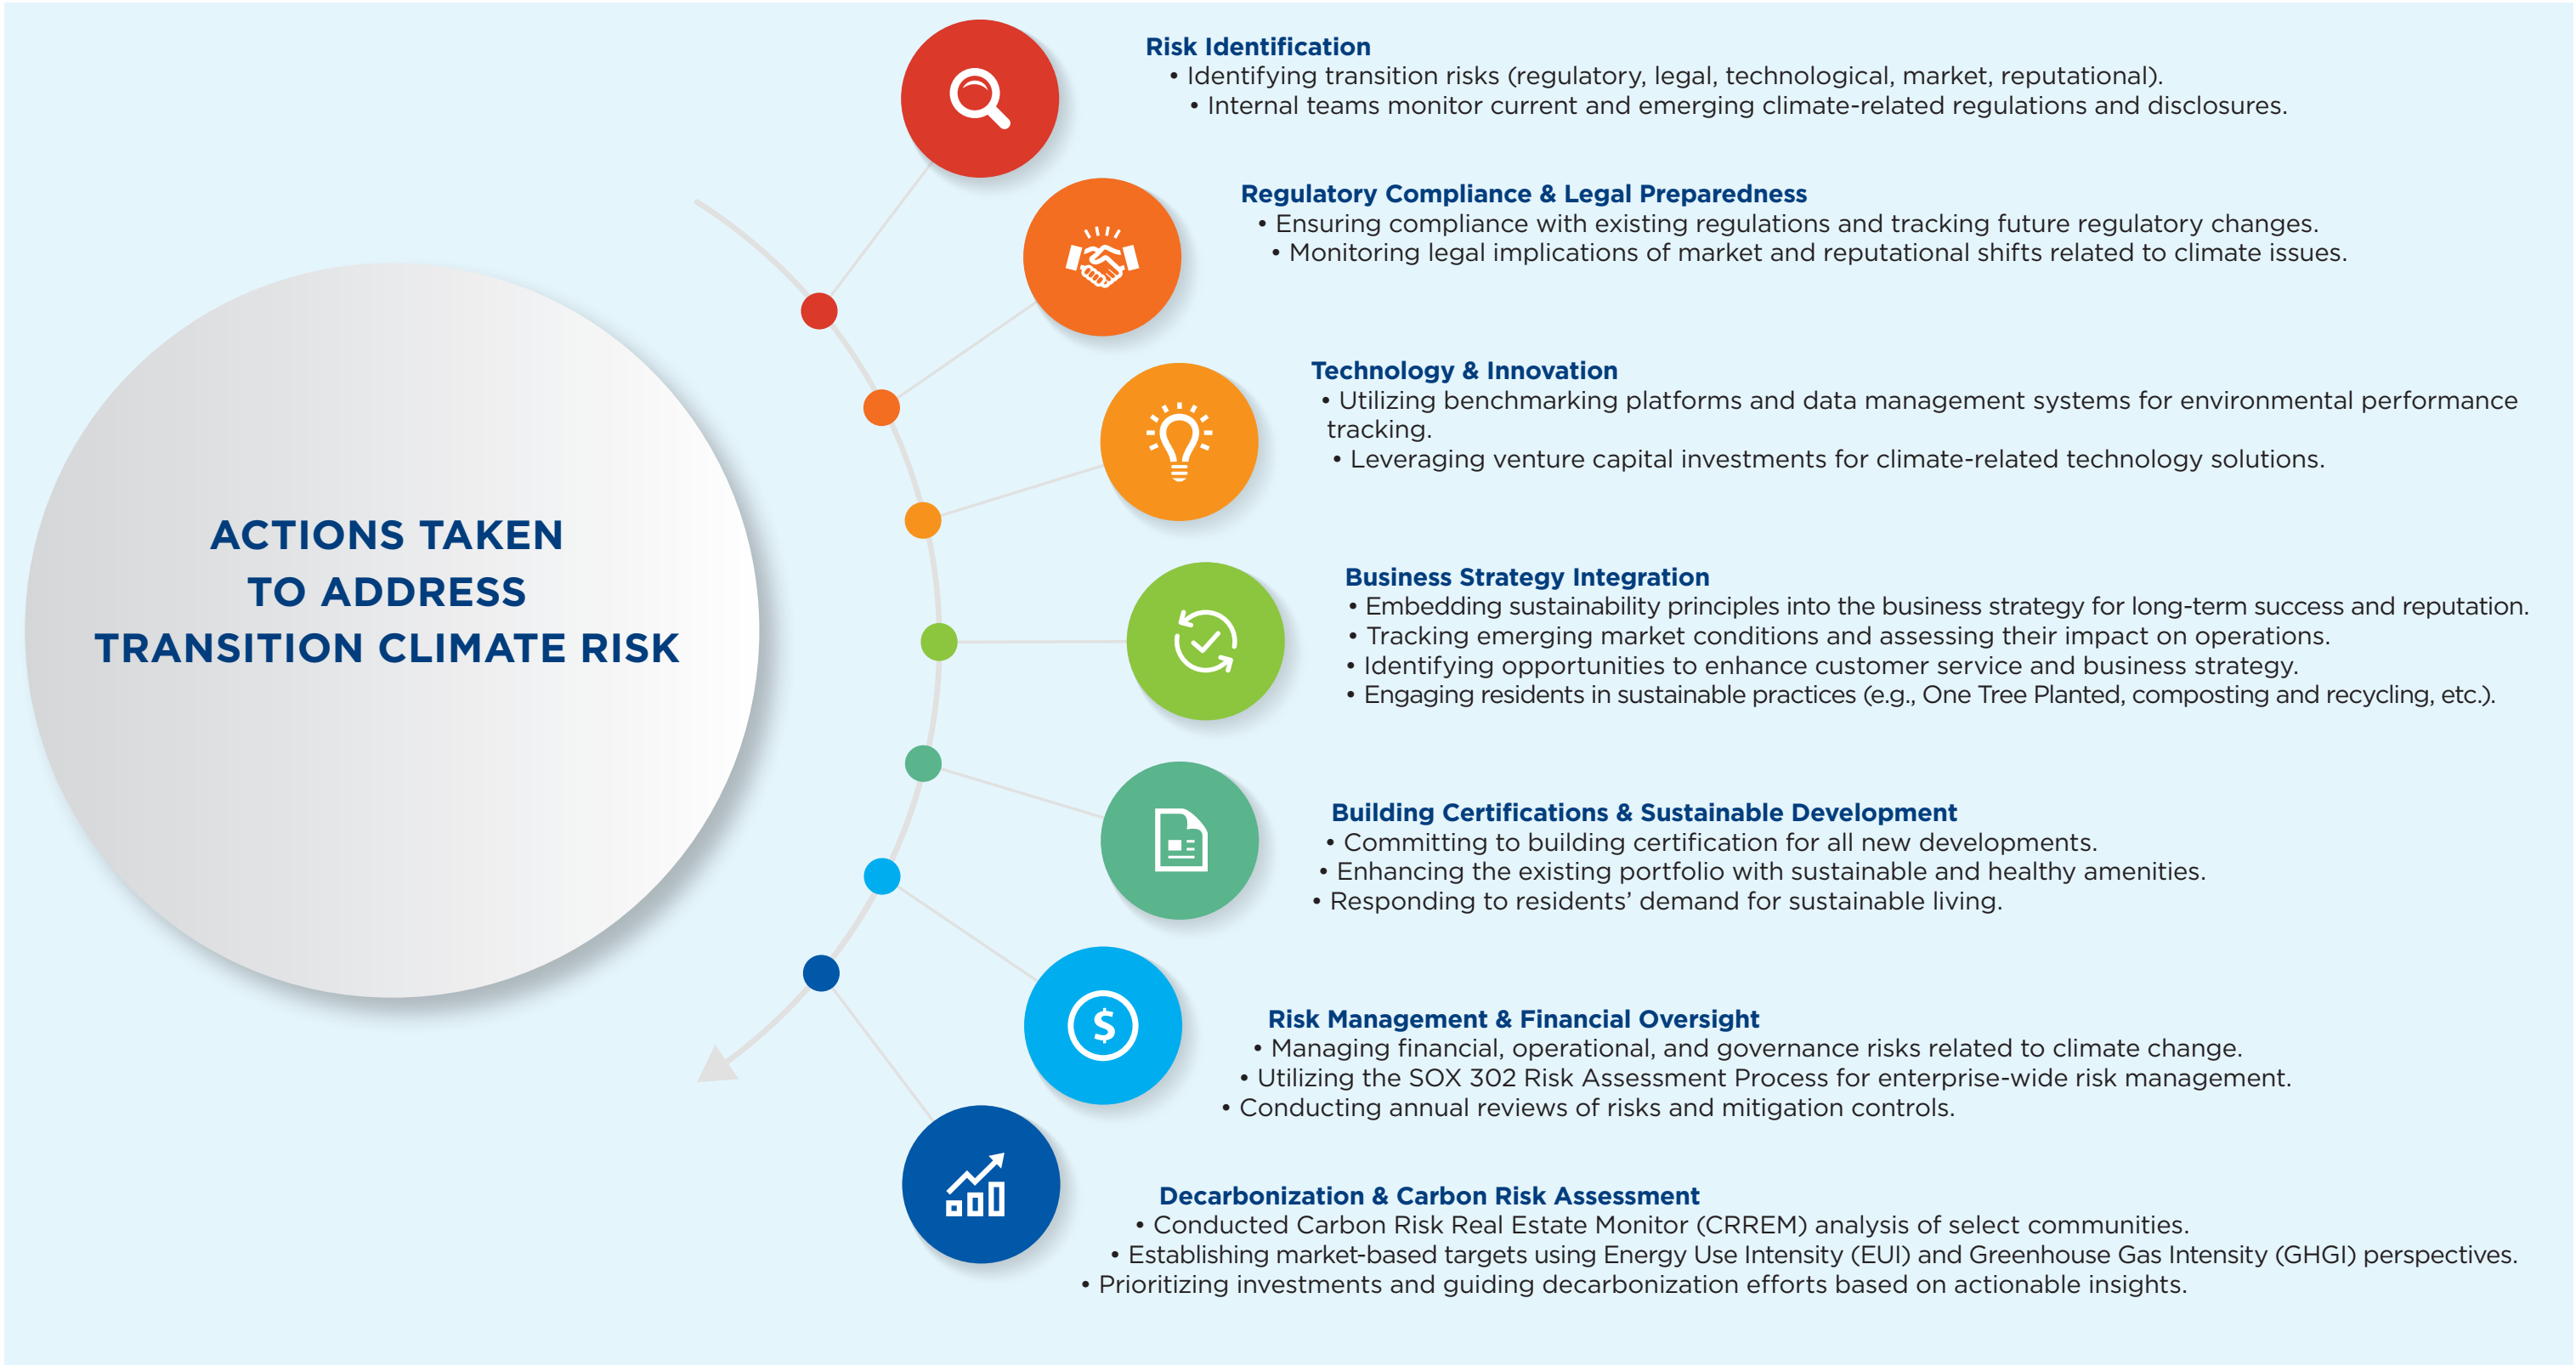 ACTIONS TAKEN
TO ADDRESS
TRANSITION CLIMATE RISK
Risk Identification
• Identifying transition risks (regulatory, legal, technological, market, reputational).
• Internal teams monitor current and emerging climate-related regulations and disclosures.
Regulatory Compliance & Legal Preparedness
• Ensuring compliance with existing regulations and tracking future regulatory changes.
• Monitoring legal implications of market and reputational shifts related to climate issues.
Technology & Innovation
• Utilizing benchmarking platforms and data management systems for environmental performance
tracking.
• Leveraging venture capital investments for climate-related technology solutions.
Business Strategy Integration
• Embedding sustainability principles into the business strategy for long-term success and reputation.
• Tracking emerging market conditions and assessing their impact on operations.
• Identifying opportunities to enhance customer service and business strategy.
• Engaging residents in sustainable practices (e.g., One Tree Planted, composting and recycling, etc.).
Building Certifications & Sustainable Development
• Committing to building certification for all new developments.
• Enhancing the existing portfolio with sustainable and healthy amenities.
• Responding to residents’ demand for sustainable living.
$
Risk Management & Financial Oversight
• Managing financial, operational, and governance risks related to climate change.
• Utilizing the SOX 302 Risk Assessment Process for enterprise-wide risk management.
• Conducting annual reviews of risks and mitigation controls.
Decarbonization & Carbon Risk Assessment
• Conducted Carbon Risk Real Estate Monitor (CRREM) analysis of select communities.
• Establishing market-based targets using Energy Use Intensity (EUI) and Greenhouse Gas Intensity (GHGI) perspectives.
• Prioritizing investments and guiding decarbonization efforts based on actionable insights.